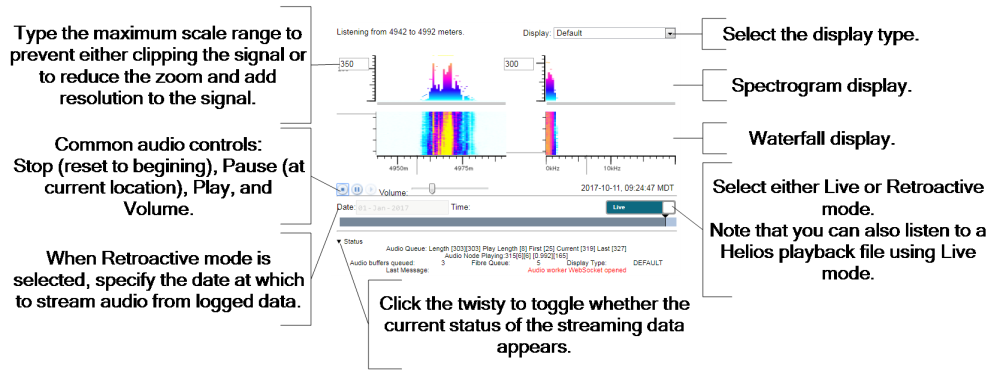 Type the maximum scale range to
prevent either clipping the signal or
to reduce the zoom and add
resolution to the signal.
Common audio controls:
Stop (reset to begining), Pause (at
current location), Play, and
Volume.
When Retroactive mode is
selected, specify the date at which
to stream audio from logged data.
Listening from 4942 to 4992 meters.
Display: Default
350
300
4950m 4975m
0kHz 10kHz
Volume:
2017-10-11, 09:24:47 MDT
Date: 01-Jan-2017 Time:
Live
Status
Audio Queue: Length [303][303] Play Length [8] First [25] Current [319] Last [327]
Audio Node Playing:315[6][6] [0.992][165]
Audio buffers queued: 3 Fibre Queue: 5 Display Type: DEFAULT
Last Message: Audio worker WebSocket opened
Click the twisty to toggle whether the
current status of the streaming data
appears.
Select the display type.
Spectrogram display.
Waterfall display.
Select either Live or Retroactive
mode.
Note that you can also listen to a
Helios playback file using Live
mode.